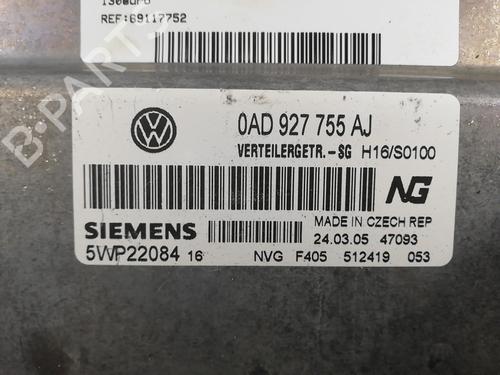 REF:69117752
0AD 927 755 AJ
VERTEILERGETR.-SG H16/S0100
NG
SIEMENS
MADE IN CZECH REP
24.03.05 47093
5WP22084 16
NVG F405 512419 053
B-PARTS